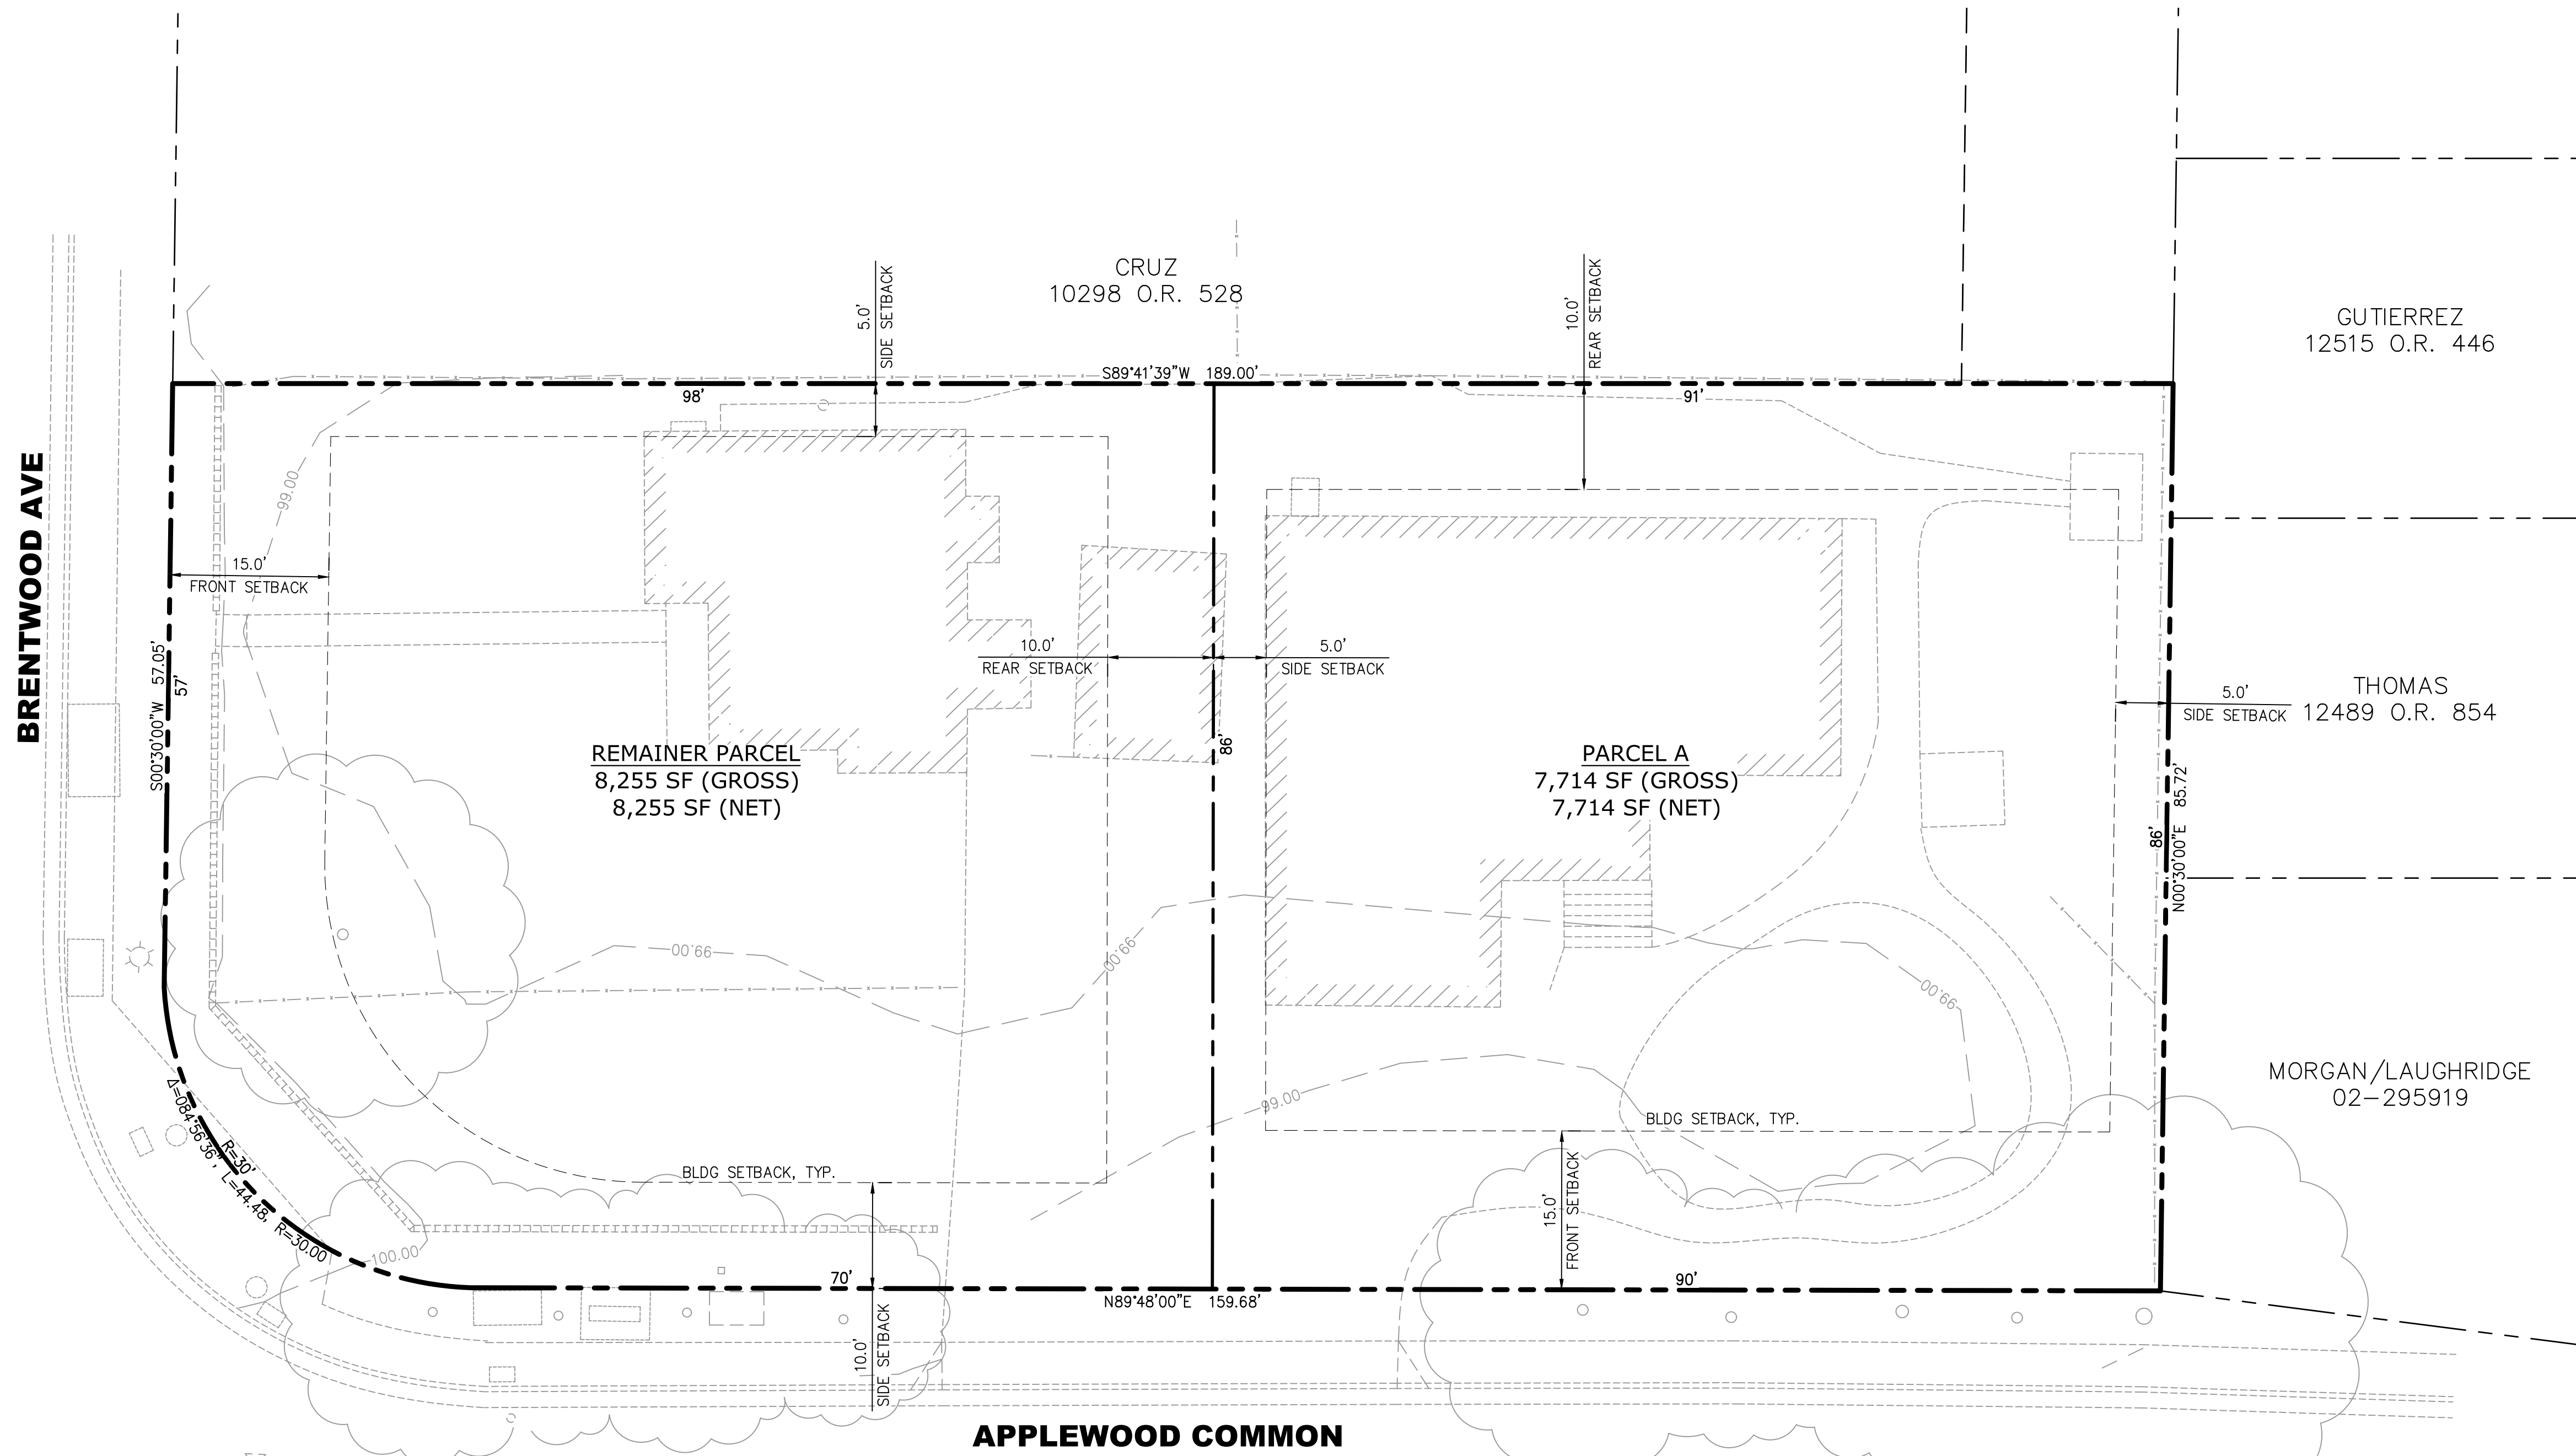 CRUZ
10298 O.R. 528
5.0'
SIDE SETBACK
10.0'
REAR SETBACK
GUTIERREZ
12515 O.R. 446
S89°41'39"W 189.00'
98'
91'
BRENTWOOD AVE
99.00
15.0'
FRONT SETBACK
10.0'
REAR SETBACK
5.0'
SIDE SETBACK
S00°30'00"W 57.05'
57'
THOMAS
12489 O.R. 854
5.0'
SIDE SETBACK
REMAINER PARCEL
8,255 SF (GROSS)
8,255 SF (NET)
86'
PARCEL A
7,714 SF (GROSS)
7,714 SF (NET)
86'
N00°30'00"E 85.72'
99.00
99.00
99.00
99.00
MORGAN/LAUGHRIDGE
02-295919
R=30'
Δ=084°56'36", L=44.48, R=30.00
100.00
BLDG SETBACK, TYP.
BLDG SETBACK, TYP.
15.0'
FRONT SETBACK
70'
90'
N89°48'00"E 159.68'
10.0'
SIDE SETBACK
APPLEWOOD COMMON